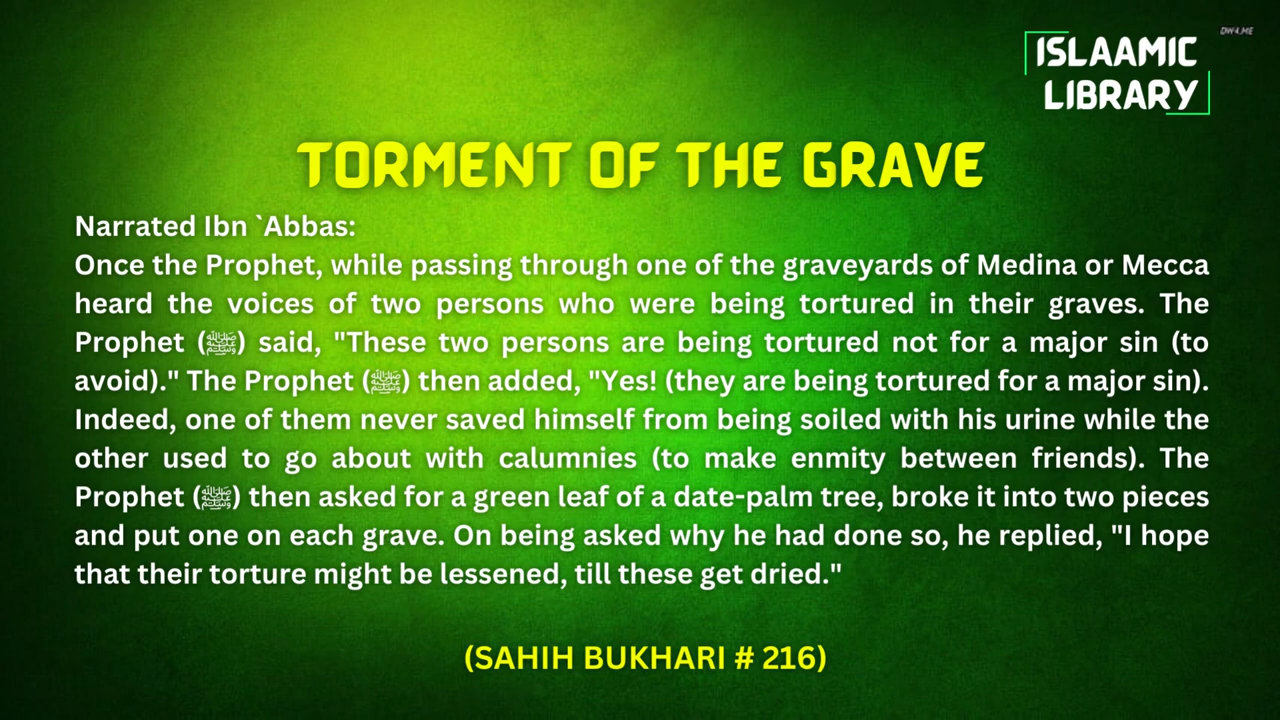 DW4.ME
ISLAAMIC
LIBRARY
TORMENT OF THE GRAVE
Narrated Ibn `Abbas:
Once the Prophet, while passing through one of the graveyards of Medina or Mecca
heard the voices of two persons who were being tortured in their graves. The
Prophet (ﷺ) said, "These two persons are being tortured not for a major sin (to
avoid)." The Prophet (ﷺ) then added, "Yes! (they are being tortured for a major sin).
Indeed, one of them never saved himself from being soiled with his urine while the
other used to go about with calumnies (to make enmity between friends). The
Prophet (ﷺ) then asked for a green leaf of a date-palm tree, broke it into two pieces
and put one on each grave. On being asked why he had done so, he replied, "I hope
that their torture might be lessened, till these get dried."
(SAHIH BUKHARI # 216)